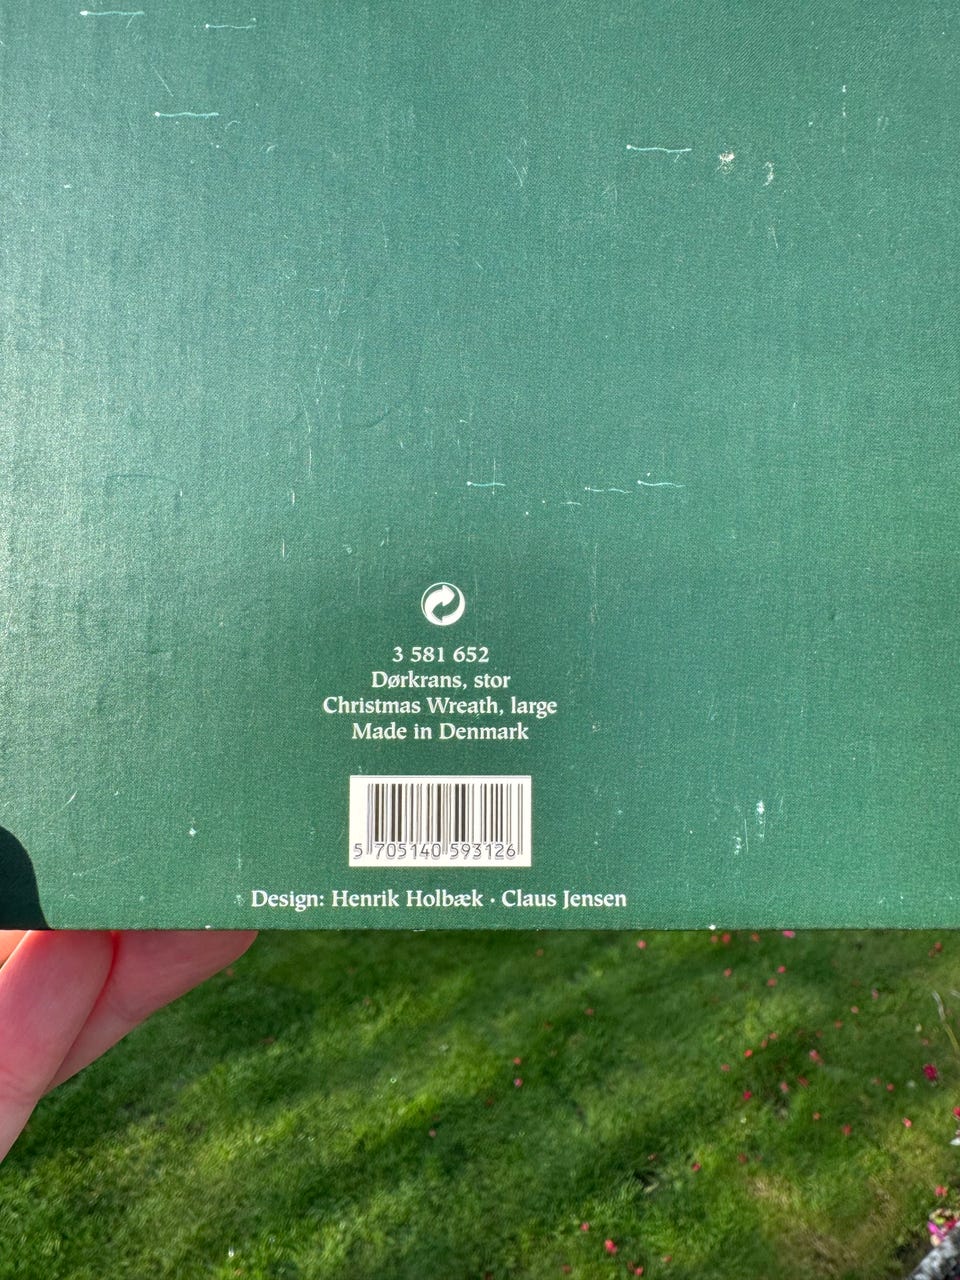 3 581 652
Dørkrans, stor
Christmas Wreath, large
Made in Denmark
5 705140 593126
Design: Henrik Holbæk · Claus Jensen